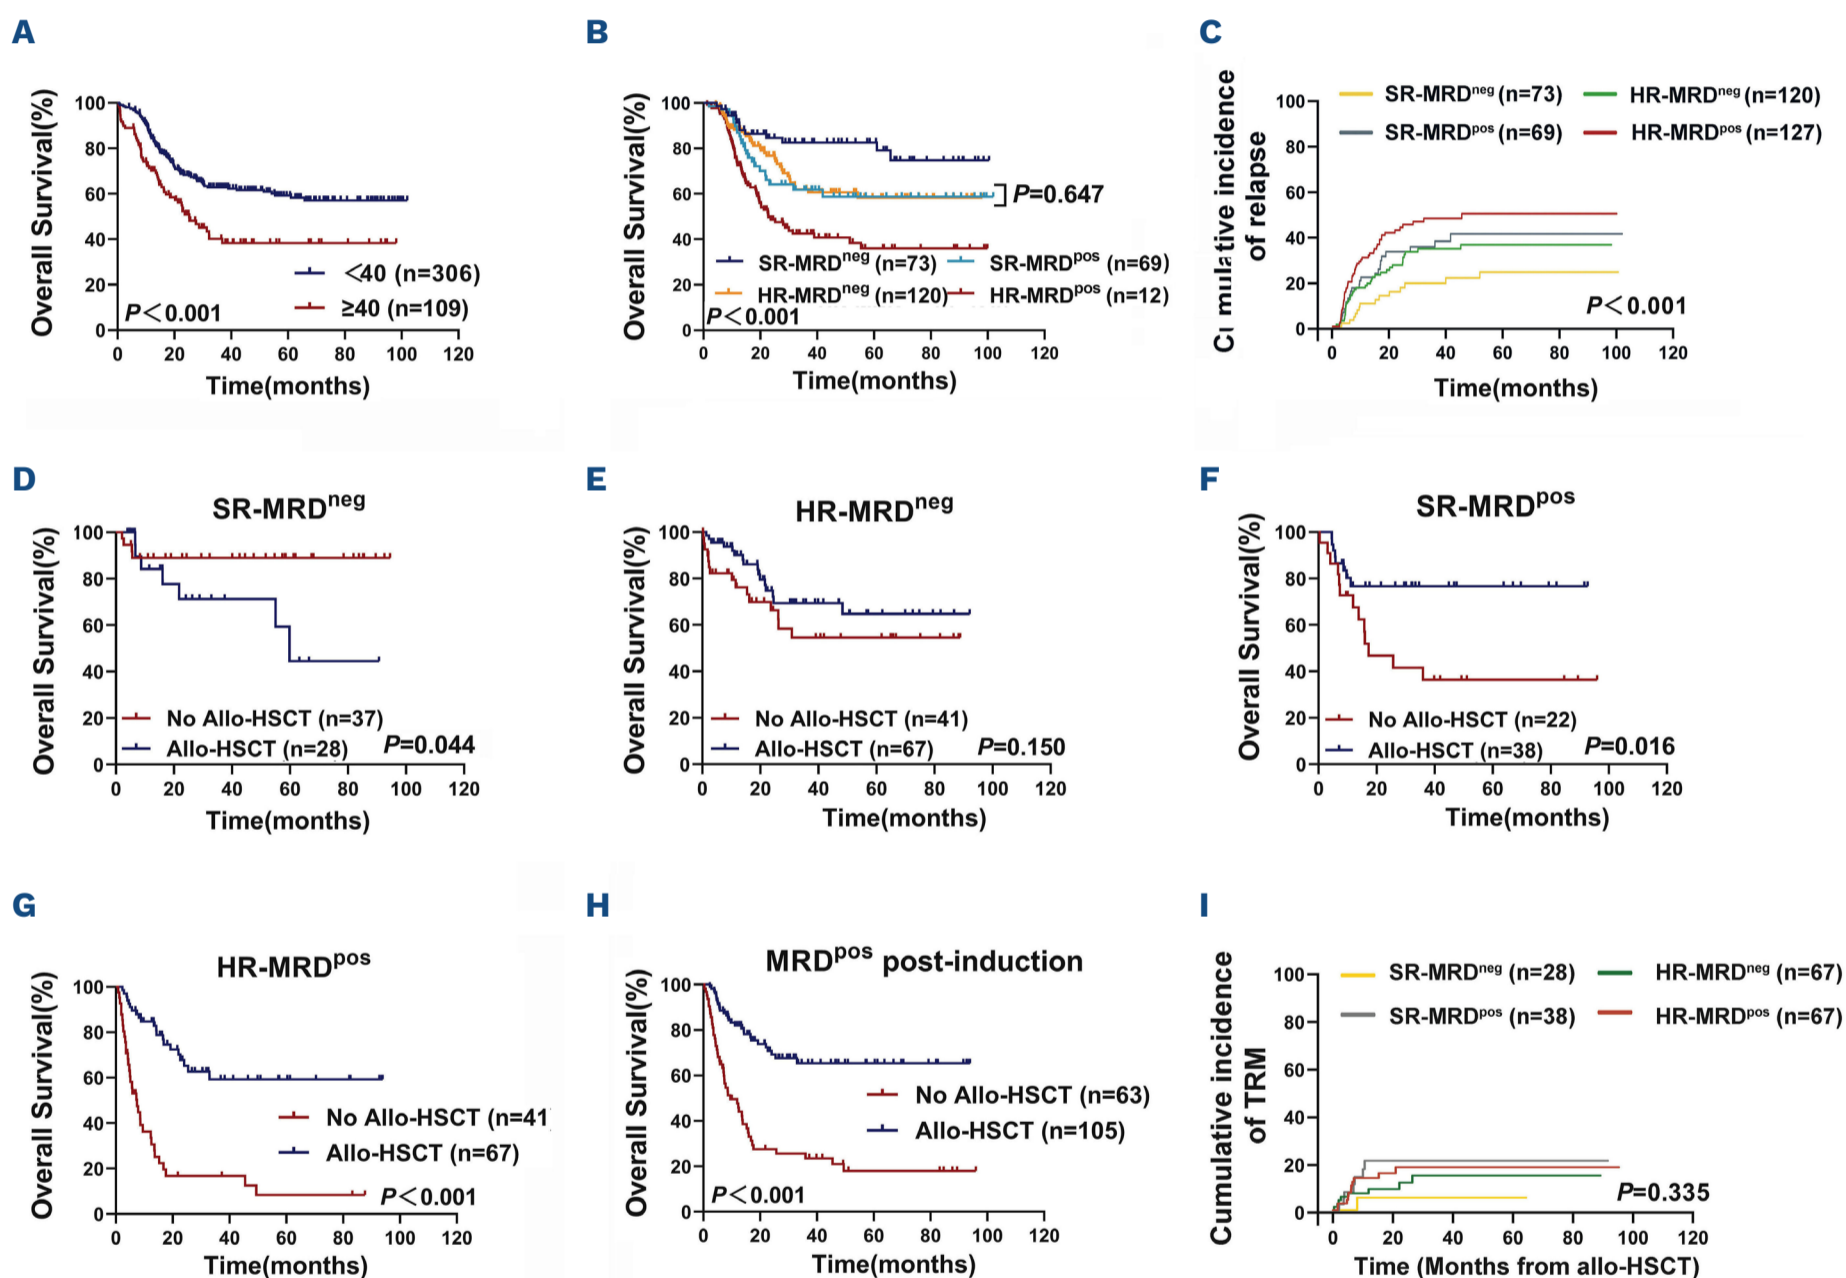 A
Overall Survival(%)
100
80
60
40
20
0
<40 (n=306)
≥40 (n=109)
P<0.001
0 20 40 60 80 100 120
Time(months)
B
Overall Survival(%)
100
80
60
40
20
0
P=0.647
SR-MRDneg (n=73) SR-MRDpos (n=69)
HR-MRDneg (n=120) HR-MRDpos (n=12)
P<0.001
0 20 40 60 80 100 120
Time(months)
C
mulative incidence
of relapse
SR-MRDneg (n=73) HR-MRDneg (n=120)
SR-MRDpos (n=69) HR-MRDpos (n=127)
100
80
60
40
20
0
P<0.001
0 20 40 60 80 100 120
Time(months)
D
SR-MRDneg
Overall Survival(%)
100
80
60
40
20
0
No Allo-HSCT (n=37)
Allo-HSCT (n=28)
P=0.044
0 20 40 60 80 100 120
Time(months)
E
HR-MRDneg
Overall Survival(%)
100
80
60
40
20
0
No Allo-HSCT (n=41)
Allo-HSCT (n=67)
P=0.150
0 20 40 60 80 100 120
Time(months)
F
SR-MRDpos
Overall Survival(%)
100
80
60
40
20
0
No Allo-HSCT (n=22)
Allo-HSCT (n=38)
P=0.016
0 20 40 60 80 100 120
Time(months)
G
HR-MRDpos
Overall Survival(%)
100
80
60
40
20
0
No Allo-HSCT (n=41
Allo-HSCT (n=67)
P<0.001
0 20 40 60 80 100 120
Time(months)
H
MRDpos post-induction
Overall Survival(%)
100
80
60
40
20
0
No Allo-HSCT (n=63)
Allo-HSCT (n=105)
P<0.001
0 20 40 60 80 100 120
Time(months)
I
Cumulative incidence
of TRM
SR-MRDneg (n=28) HR-MRDneg (n=67)
SR-MRDpos (n=38) HR-MRDpos (n=67)
100
80
60
40
20
0
P=0.335
0 20 40 60 80 100 120
Time (Months from allo-HSCT)